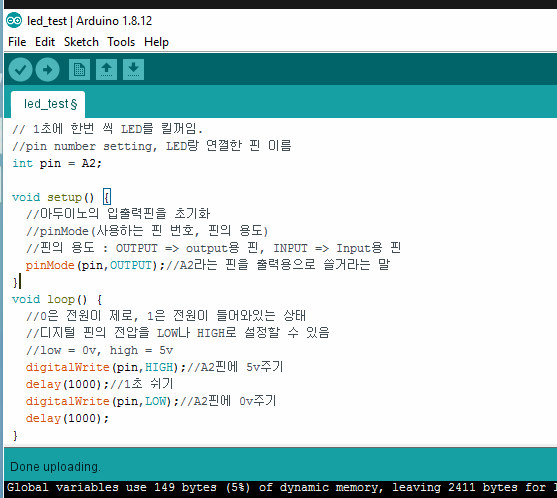 led_test | Arduino 1.8.12
File Edit Sketch Tools Help
led_test §
// 1초에 한번 씩 LED를 킬꺼임.
//pin number setting, LED랑 연결한 핀 이름
int pin = A2;
void setup() {
//아두이노의 입출력핀을 초기화
//pinMode(사용하는 핀 번호, 핀의 용도)
//핀의 용도 : OUTPUT => output용 핀, INPUT => Input용 핀
pinMode(pin,OUTPUT);//A2라는 핀을 출력용으로 쓸거라는 말
}
void loop() {
//0은 전원이 제로, 1은 전원이 들어와있는 상태
//디지털 핀의 전압을 LOW나 HIGH로 설정할 수 있음
//low = 0v, high = 5v
digitalWrite(pin,HIGH);//A2핀에 5v주기
delay(1000);//1초 쉬기
digitalWrite(pin,LOW);//A2핀에 0v주기
delay(1000);
}
Done uploading.
Global variables use 149 bytes (5%) of dynamic memory, leaving 2411 bytes for